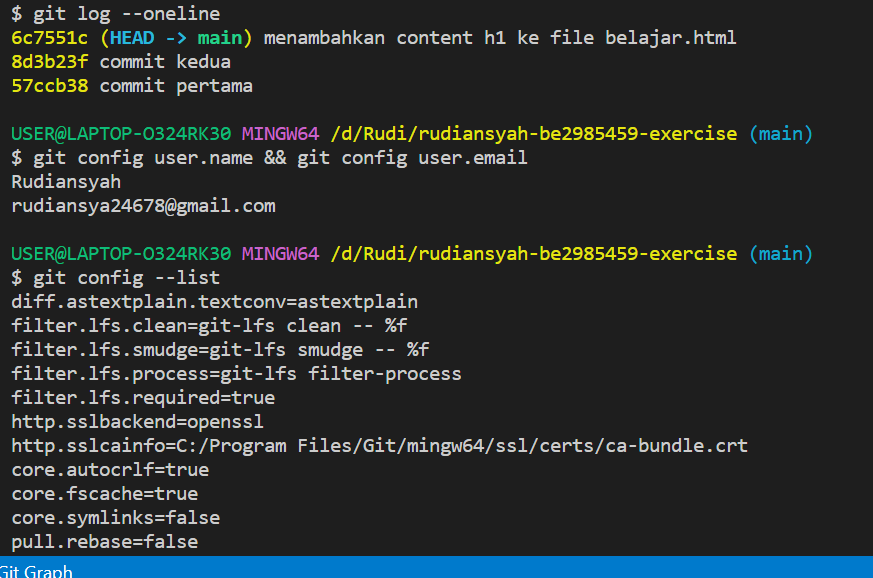 $ git log --oneline
6c7551c (HEAD -> main) menambahkan content h1 ke file belajar.html
8d3b23f commit kedua
57ccb38 commit pertama
USER@LAPTOP-O324RK30 MINGW64 /d/Rudi/rudiansyah-be2985459-exercise (main)
$ git config user.name && git config user.email
Rudiansyah
rudiansya24678@gmail.com
USER@LAPTOP-O324RK30 MINGW64 /d/Rudi/rudiansyah-be2985459-exercise (main)
$ git config --list
diff.astextplain.textconv=astextplain
filter.lfs.clean=git-lfs clean -- %f
filter.lfs.smudge=git-lfs smudge -- %f
filter.lfs.process=git-lfs filter-process
filter.lfs.required=true
http.sslbackend=openssl
http.sslcainfo=C:/Program Files/Git/mingw64/ssl/certs/ca-bundle.crt
core.autocrlf=true
core.fscache=true
core.symlinks=false
pull.rebase=false
Git Graph